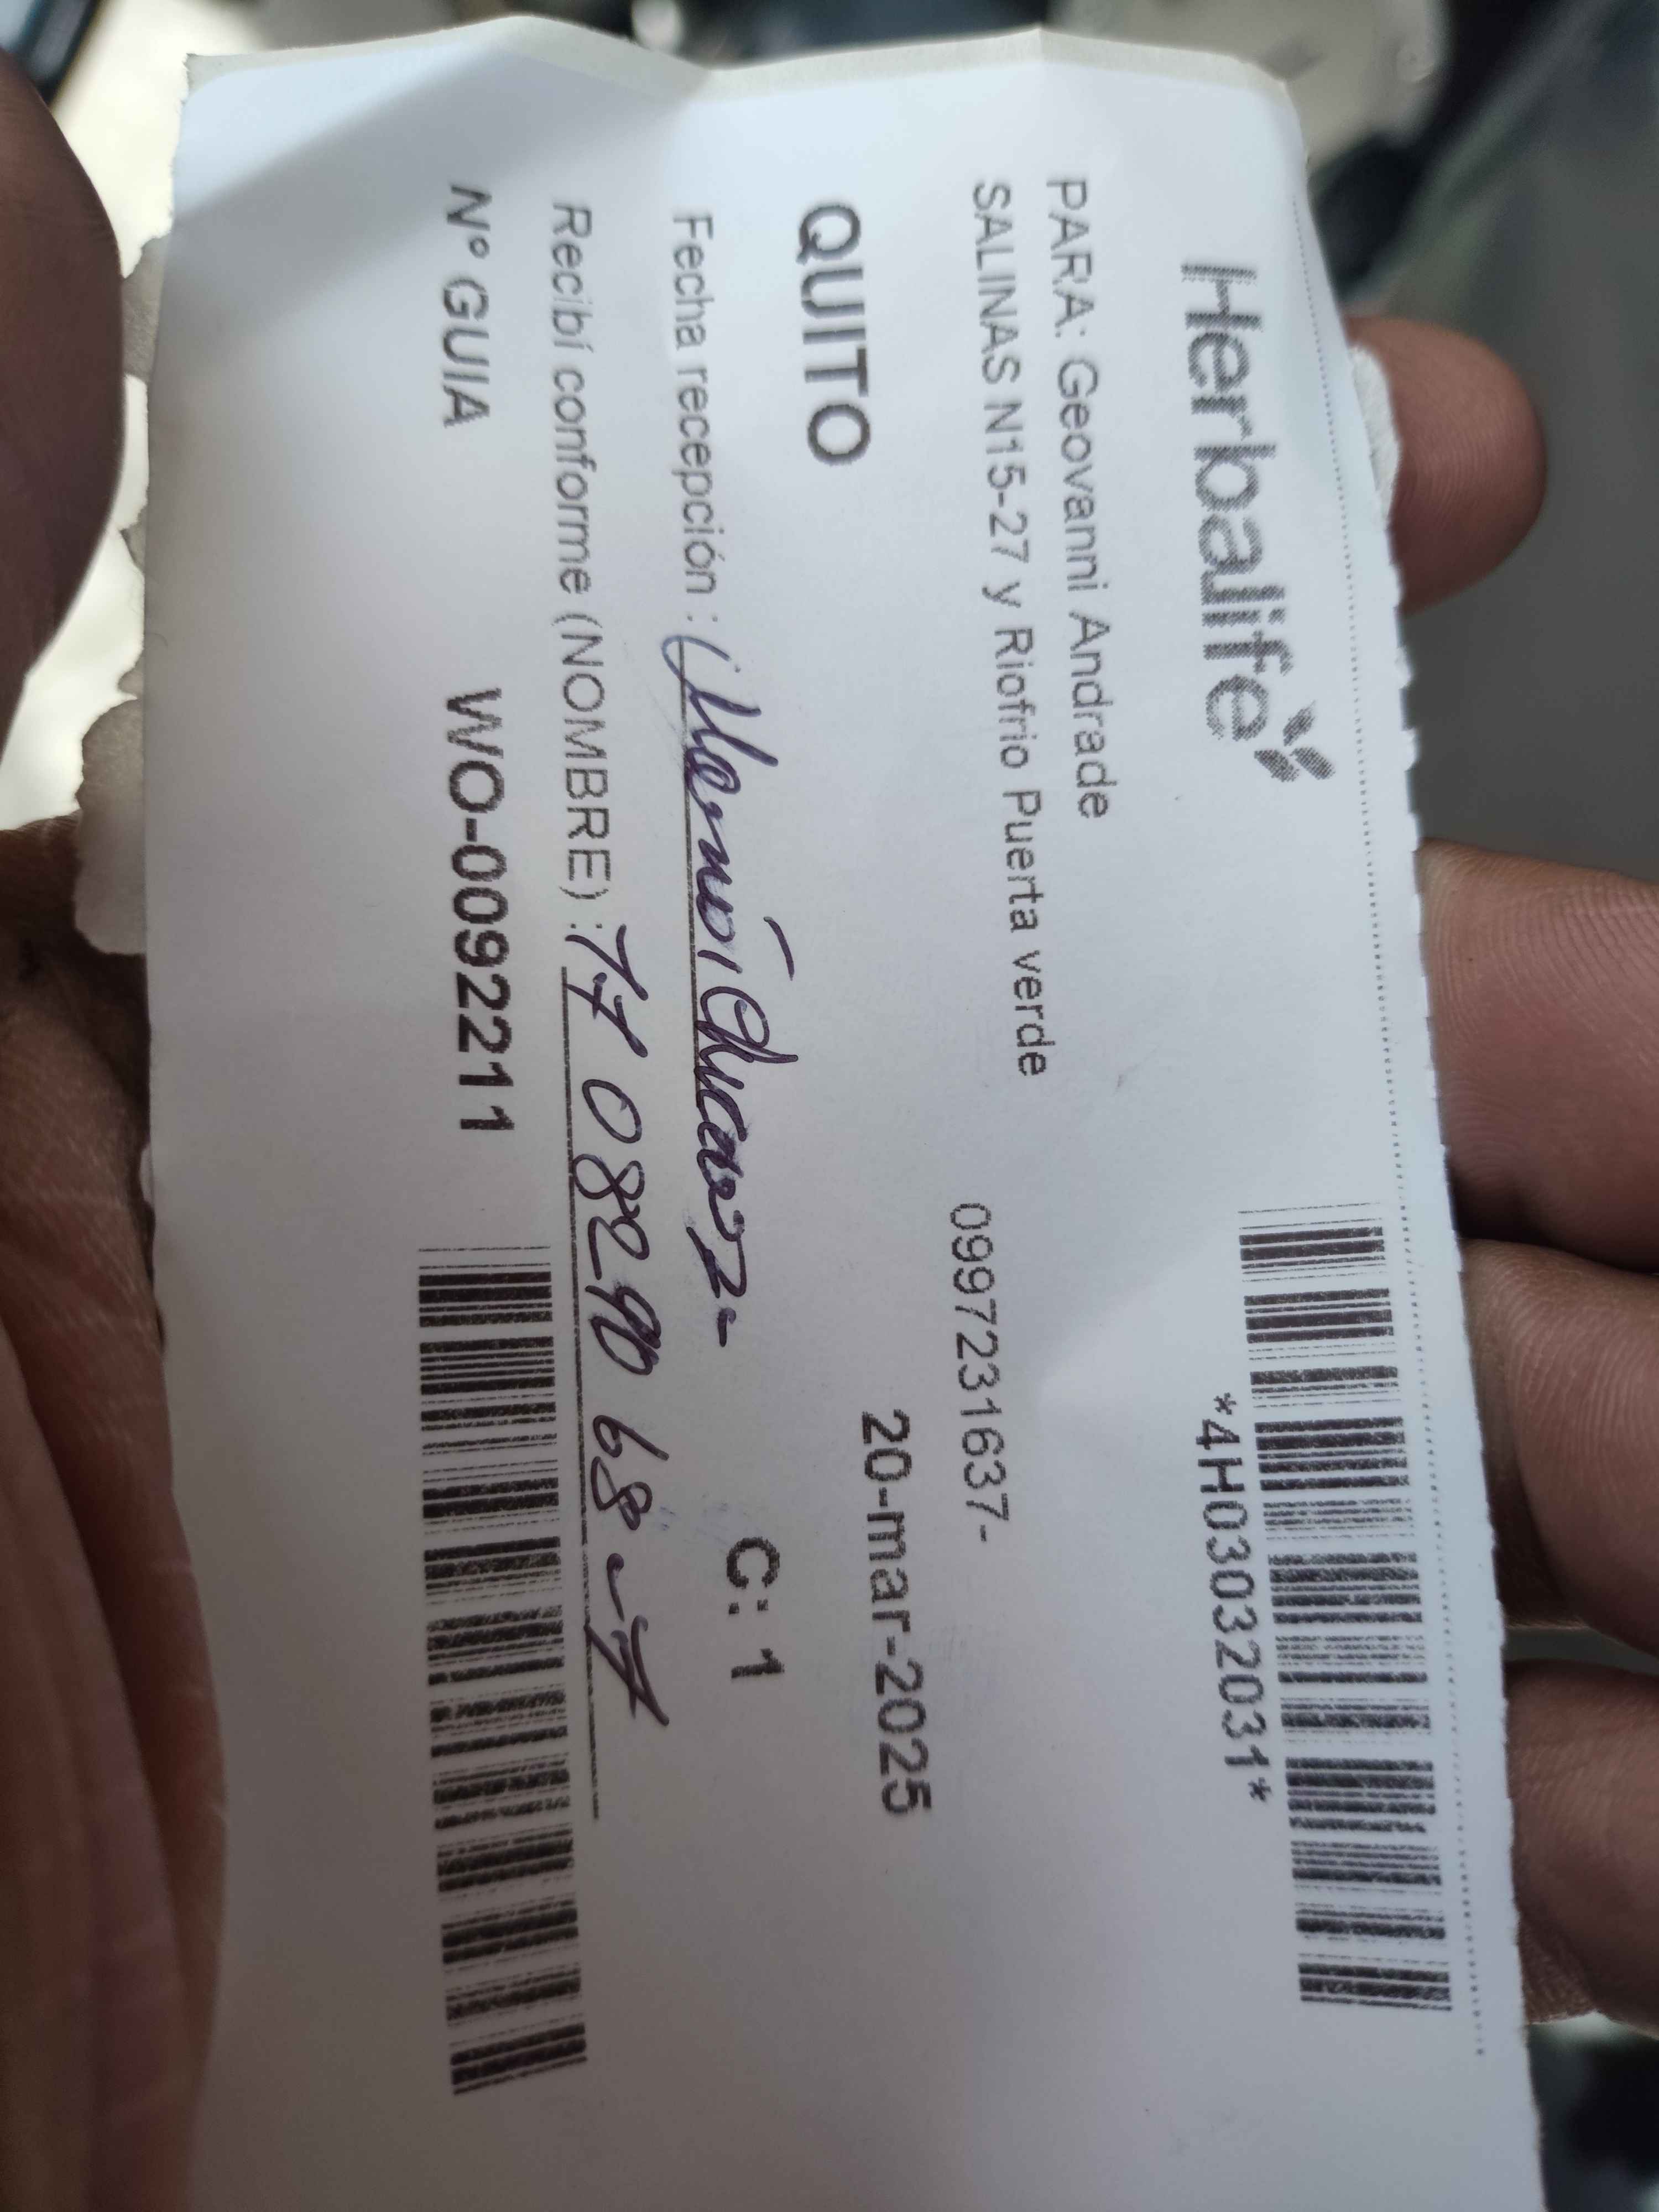 Herbalife
*4H03032031*
PARA: Geovanni Andrade
SALINAS N15-27 y Riofrio Puerta verde
0997231637-
QUITO
20-mar-2025
Fecha recepción :
C: 1
Recibí conforme (NOMBRE) :
Nº GUIA WO-0092211